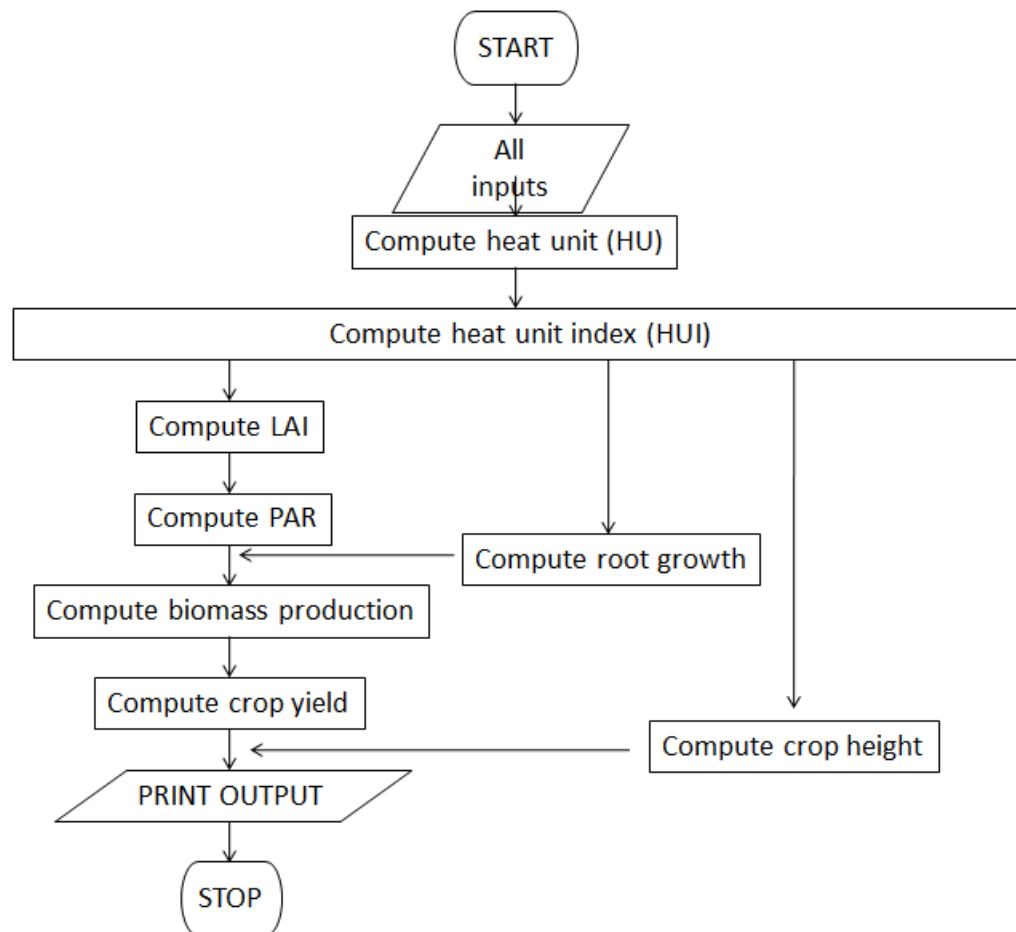 START
All
inputs
Compute heat unit (HU)
Compute heat unit index (HUI)
Compute LAI
Compute PAR
Compute root growth
Compute biomass production
Compute crop yield
Compute crop height
PRINT OUTPUT
STOP